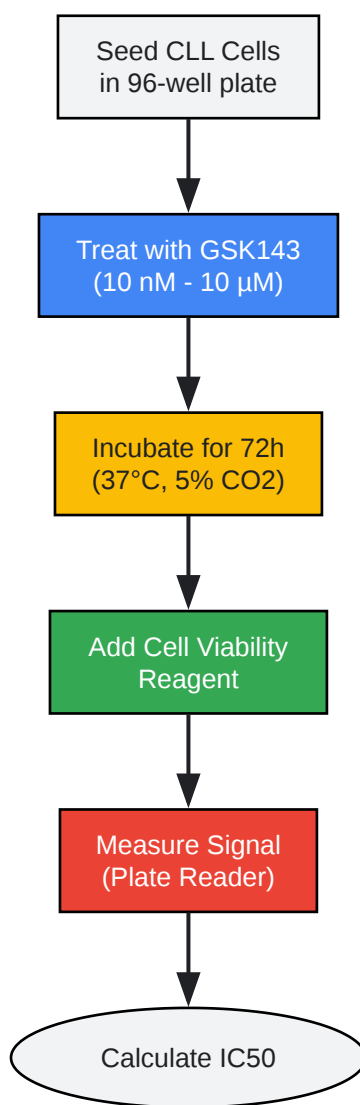 Seed CLL Cells
in 96-well plate
Treat with GSK143
(10 nM - 10 µM)
Incubate for 72h
(37°C, 5% CO2)
Add Cell Viability
Reagent
Measure Signal
(Plate Reader)
Calculate IC50